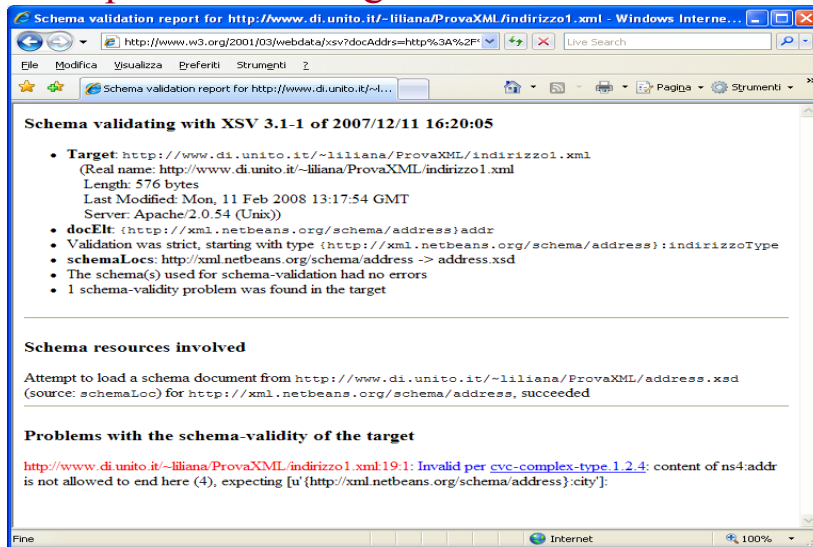 Schema validation report for http://www.di.unito.it/~liliana/ProvaXML/indirizzo1.xml - Windows Interne...
http://www.w3.org/2001/03/webdata/xsv?docAddrs=http%3A%2F
Live Search
File Modifica Visualizza Preferiti Strumenti ?
Schema validation report for http://www.di.unito.it/~l...
Pagina Strumenti »
Schema validating with XSV 3.1-1 of 2007/12/11 16:20:05
• Target: http://www.di.unito.it/~liliana/ProvaXML/indirizzo1.xml
(Real name: http://www.di.unito.it/~liliana/ProvaXML/indirizzo1.xml
Length: 576 bytes
Last Modified: Mon, 11 Feb 2008 13:17:54 GMT
Server: Apache/2.0.54 (Unix))
• docElt: {http://xml.netbeans.org/schema/address}addr
• Validation was strict, starting with type {http://xml.netbeans.org/schema/address}:indirizzoType
• schemaLocs: http://xml.netbeans.org/schema/address -> address.xsd
• The schema(s) used for schema-validation had no errors
• 1 schema-validity problem was found in the target
Schema resources involved
Attempt to load a schema document from http://www.di.unito.it/~liliana/ProvaXML/address.xsd
(source: schemaLoc) for http://xml.netbeans.org/schema/address, succeeded
Problems with the schema-validity of the target
http://www.di.unito.it/~liliana/ProvaXML/indirizzo1.xml:19:1: Invalid per cvc-complex-type.1.2.4: content of ns4:addr
is not allowed to end here (4), expecting [u'{http://xml.netbeans.org/schema/address}:city']:
Fine
Internet
100%